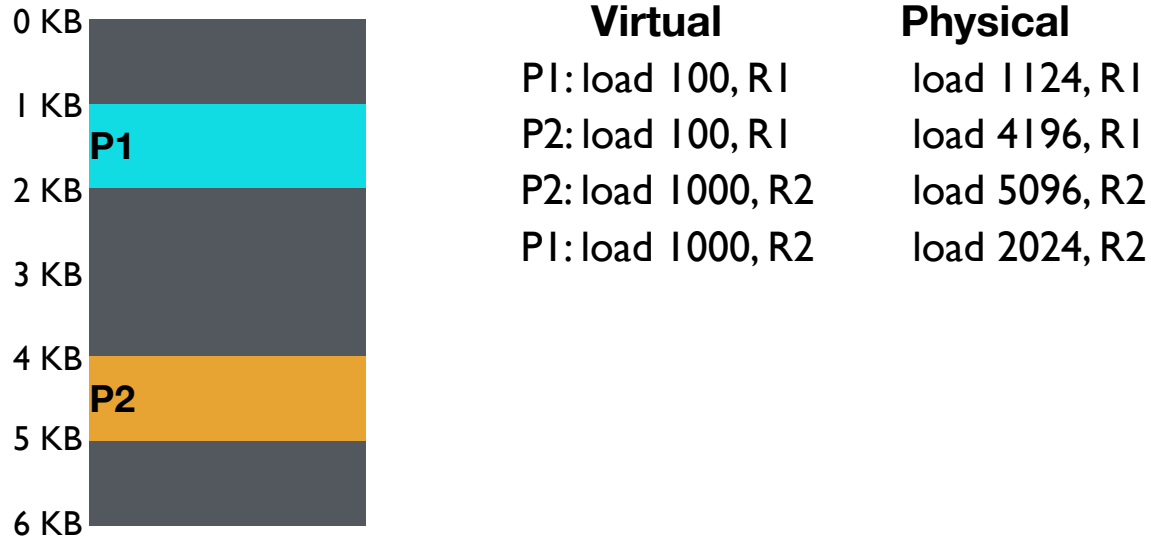 0 KB
1 KB
P1
2 KB
3 KB
4 KB
P2
5 KB
6 KB
Virtual Physical
P1: load 100, R1 load 1124, R1
P2: load 100, R1 load 4196, R1
P2: load 1000, R2 load 5096, R2
P1: load 1000, R2 load 2024, R2